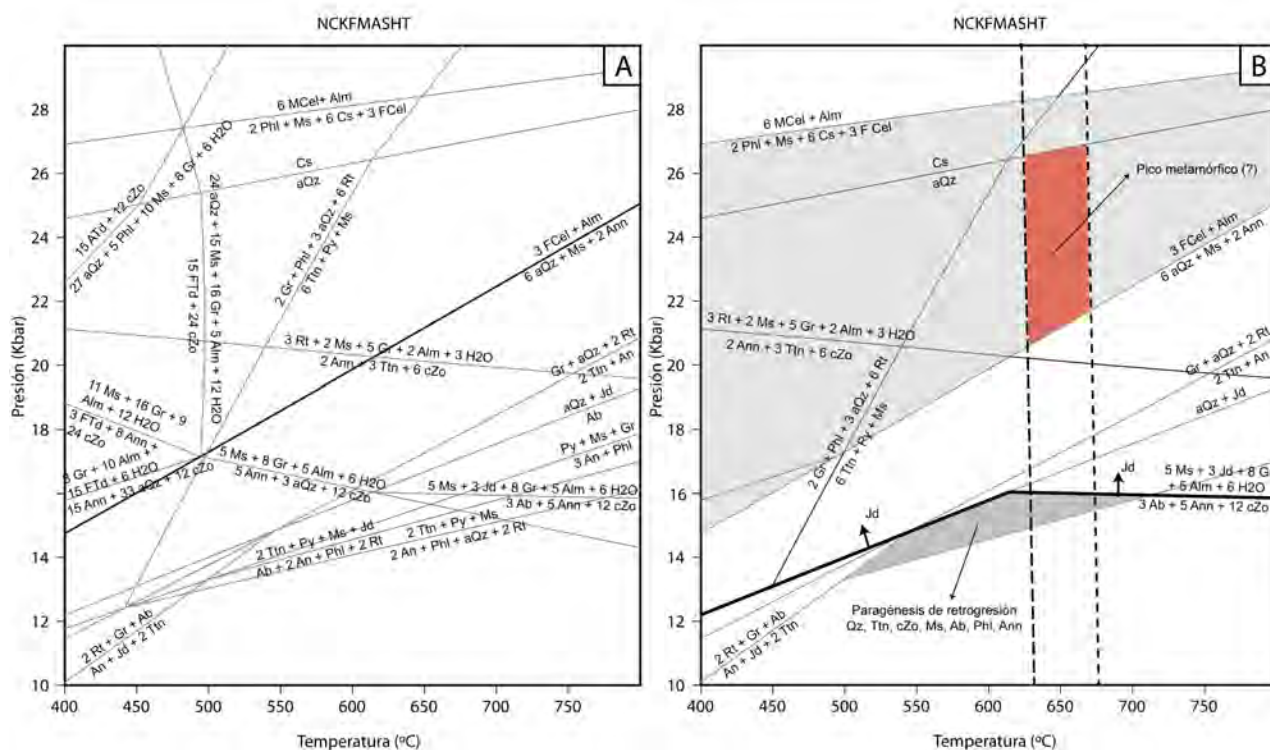 NCKFMASHT
A
Presión (Kbar)
28
26
24
22
20
18
16
14
12
10
400
450
500
550
600
650
700
750
Temperatura (ºC)
6 MCel+ Alm
2 Phl + Ms + 6 Cs + 3 FCel
Cs
aQz
15 ATd + 12 cZo
27 aQz + 5 Phl + 10 Ms + 6 Gr + 6 H2O
24 aQz + 15 Ms + 16 Gr + 5 Alm + 12 H2O
15 FTd + 24 cZo
2 Gr + Phl + 3 aQz + 6 Rt
6 Ttn + Py + Ms
3 FCel + Alm
6 aQz + Ms + 2 Ann
3 Rt + 2 Ms + 5 Gr + 2 Alm + 3 H2O
2 Ann + 3 Ttn + 6 cZo
Gr + aQz + 2 Rt
2 Ttn + An
aQz + Jd
Ab
11 Ms + 16 Gr + 9
Alm + 12 H2O
3 FTd + 8 Ann +
24 cZo
3 Gr + 10 Alm +
15 FTd + 6 H2O
15 Ann + 33 aQz + 12 cZo
5 Ms + 8 Gr + 5 Alm + 6 H2O
5 Ann + 3 aQz + 12 cZo
Py + Ms + Gr
3 An + Phl
5 Ms + 3 Jd + 8 Gr + 5 Alm + 6 H2O
3 Ab + 5 Ann + 12 cZo
2 Ttn + Py + Ms + Jd
Ab + 2 An + Phl + 2 Rt
2 Ttn + Py + Ms
2 An + Phl + aQz + 2 Rt
2 Rt + Gr + Ab
An + Jd + 2 Ttn
NCKFMASHT
B
Presión (Kbar)
28
26
24
22
20
18
16
14
12
10
400
450
500
550
600
650
700
750
Temperatura (ºC)
6 MCel + Alm
2 Phl + Ms + 6 Cs + 3 F Cel
Cs
aQz
Pico metamórfico (?)
3 FCel + Alm
6 aQz + Ms + 2 Ann
3 Rt + 2 Ms + 5 Gr + 2 Alm + 3 H2O
2 Ann + 3 Ttn + 6 cZo
2 Gr + Phl + 3 aQz + 6 Rt
6 Ttn + Py + Ms
Gr + aQz + 2 Rt
2 Ttn + An
aQz + Jd
Jd
Jd
5 Ms + 3 Jd + 8 G
+ 5 Alm + 6 H2O
3 Ab + 5 Ann + 12 cZo
Paragénesis de retrogresión
Qz, Ttn, cZo, Ms, Ab, Phl, Ann
2 Rt + Gr + Ab
An + Jd + 2 Ttn